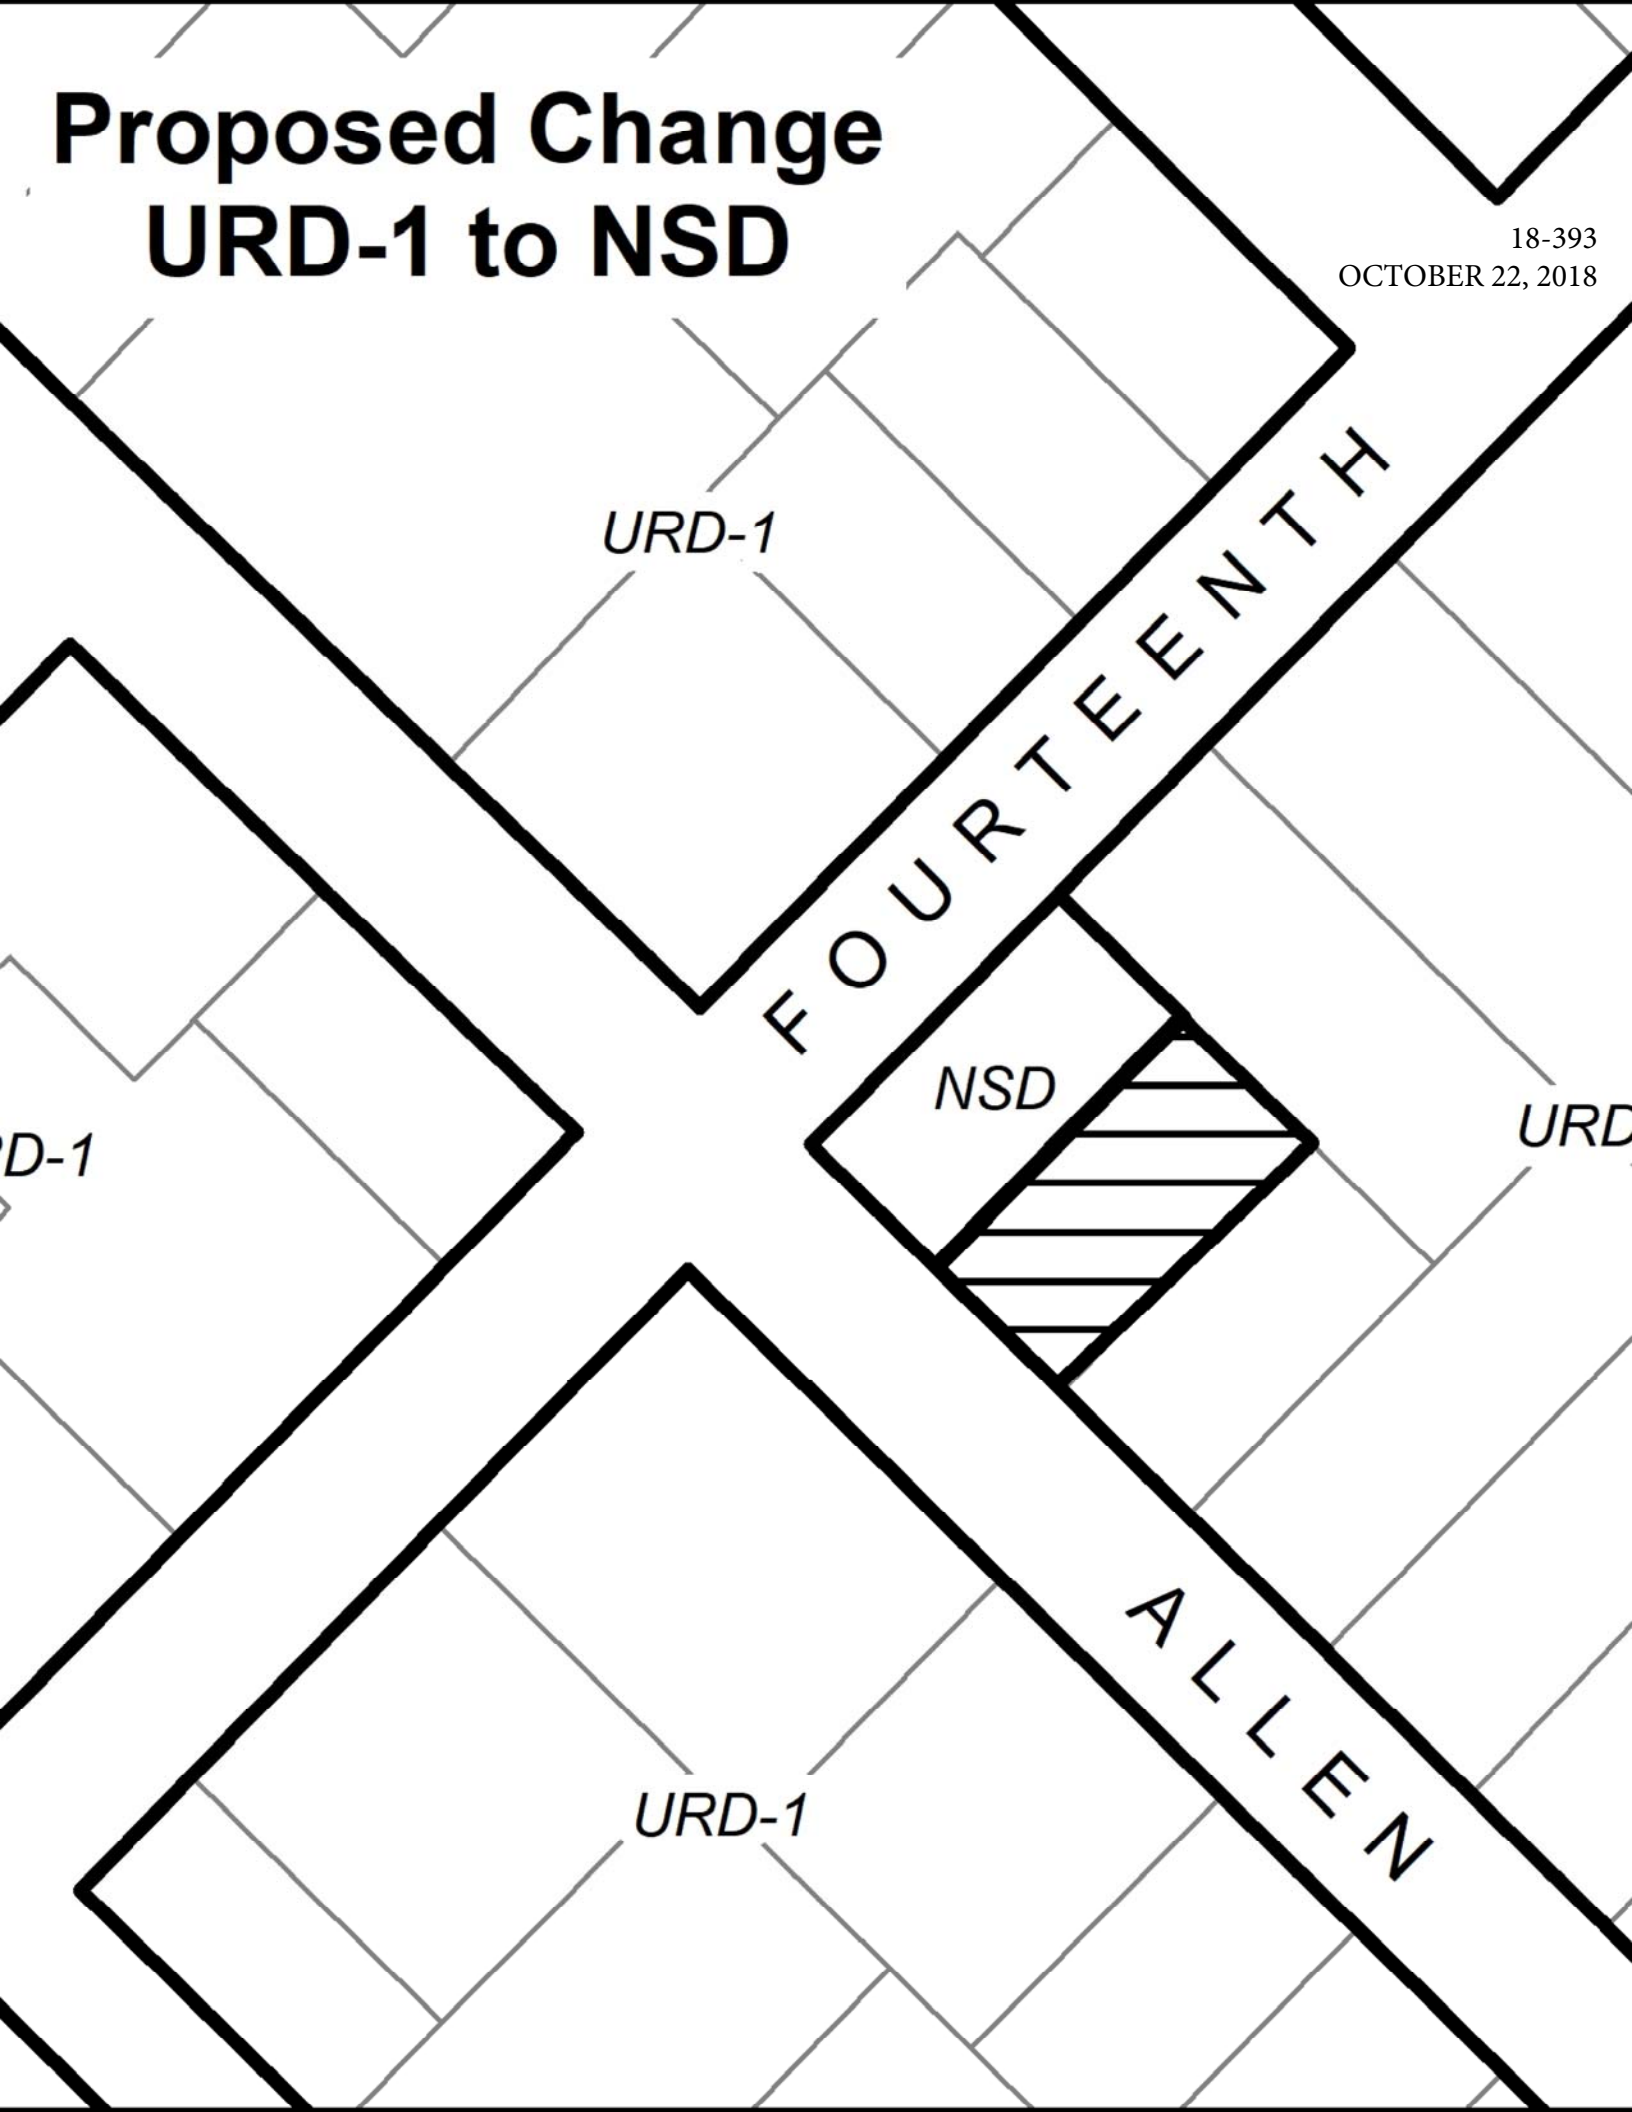 Proposed Change
URD-1 to NSD
18-393
OCTOBER 22, 2018
URD-1
FOURTEENTH
NSD
D-1
URD
ALLEN
URD-1